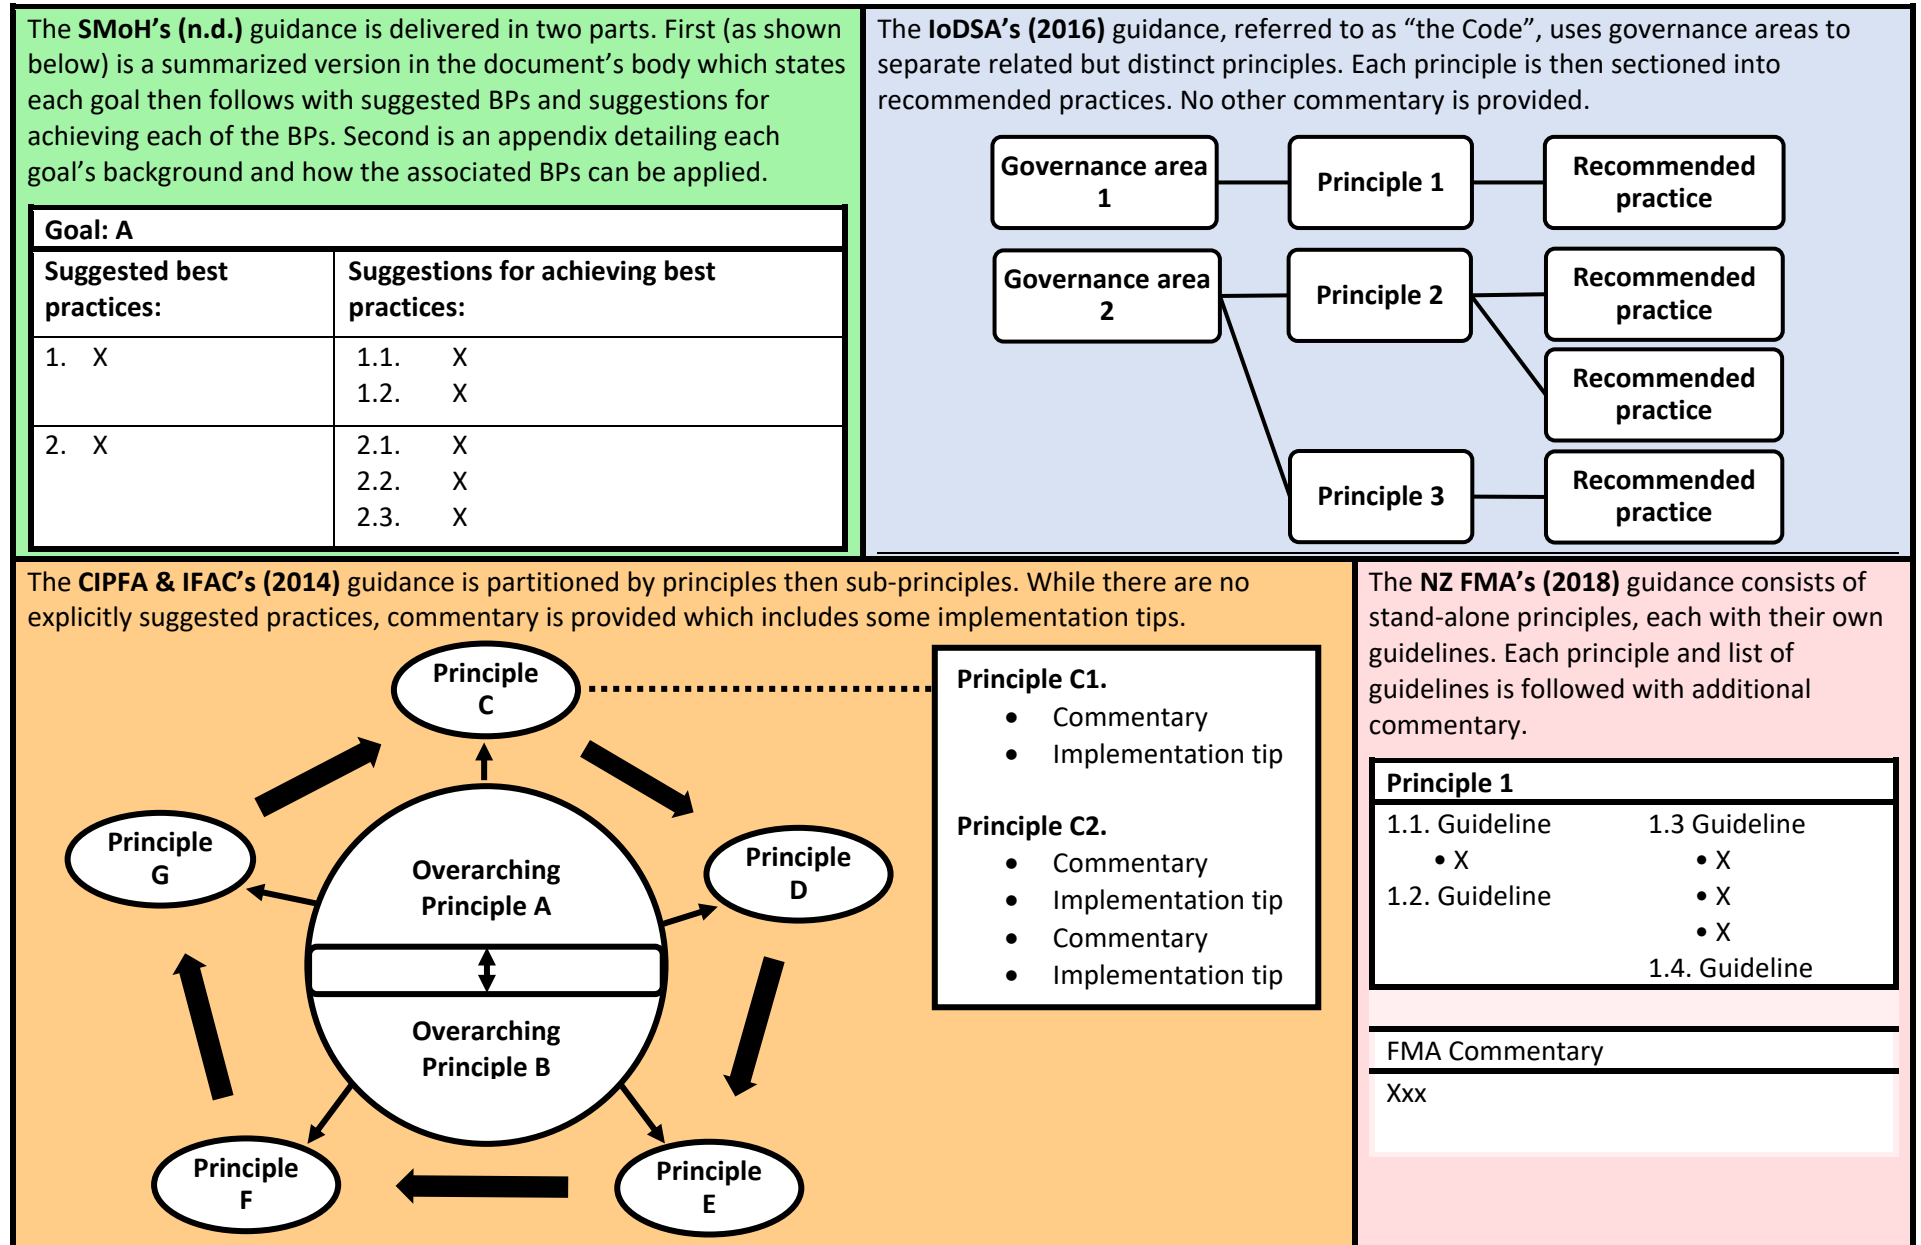 The SMoH's (n.d.) guidance is delivered in two parts. First (as shown
below) is a summarized version in the document's body which states
each goal then follows with suggested BPs and suggestions for
achieving each of the BPs. Second is an appendix detailing each
goal's background and how the associated BPs can be applied.
Goal: A
Suggested best
practices:
Suggestions for achieving best
practices:
1. X
1.1. X
1.2. X
2. X
2.1. X
2.2. X
2.3. X
The IoDSA's (2016) guidance, referred to as “the Code”, uses governance areas to
separate related but distinct principles. Each principle is then sectioned into
recommended practices. No other commentary is provided.
Governance area
1
Principle 1
Recommended
practice
Governance area
2
Principle 2
Recommended
practice
Recommended
practice
Principle 3
Recommended
practice
The CIPFA & IFAC's (2014) guidance is partitioned by principles then sub-principles. While there are no
explicitly suggested practices, commentary is provided which includes some implementation tips.
Principle
C
Principle
G
Principle
D
Overarching
Principle A
Overarching
Principle B
Principle
F
Principle
E
Principle C1.
• Commentary
• Implementation tip
Principle C2.
• Commentary
• Implementation tip
• Commentary
• Implementation tip
The NZ FMA's (2018) guidance consists of
stand-alone principles, each with their own
guidelines. Each principle and list of
guidelines is followed with additional
commentary.
Principle 1
1.1. Guideline
• X
1.2. Guideline
1.3 Guideline
• X
• X
• X
1.4. Guideline
FMA Commentary
Xxx